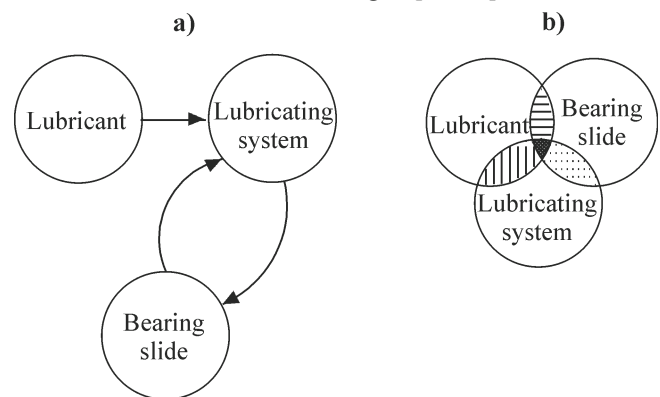 a)
b)
Lubricant
Lubricating
system
Bearing
slide
Lubricant
Bearing
slide
Lubricating
system